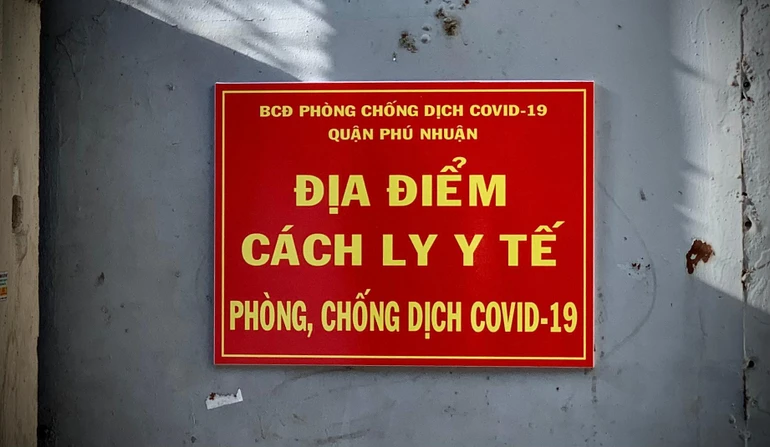 BCĐ PHÒNG CHỐNG DỊCH COVID-19
QUẬN PHÚ NHUẬN
ĐỊA ĐIỂM
CÁCH LY Y TẾ
PHÒNG, CHỐNG DỊCH COVID-19